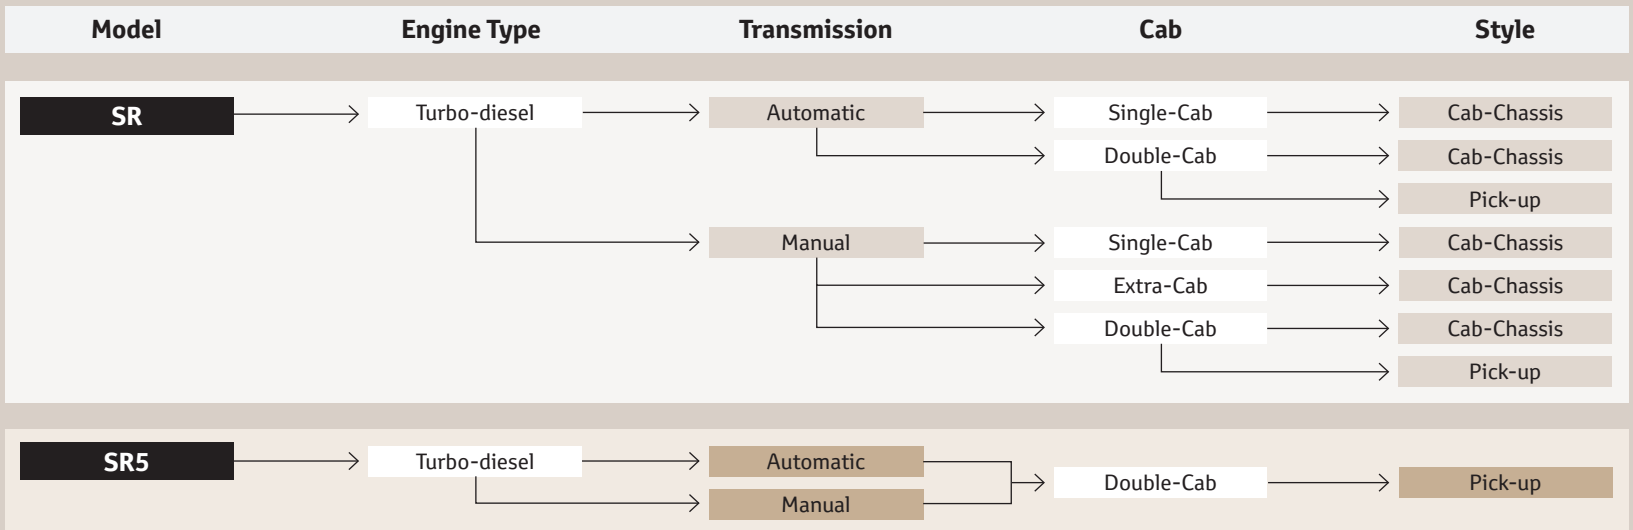 Model Engine Type Transmission Cab Style
SR Turbo-diesel Automatic Single-Cab Cab-Chassis
Double-Cab Cab-Chassis
Pick-up
Manual Single-Cab Cab-Chassis
Extra-Cab Cab-Chassis
Double-Cab Cab-Chassis
Pick-up
SR5 Turbo-diesel Automatic Double-Cab Pick-up
Manual